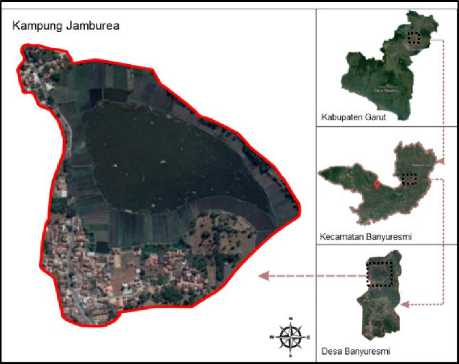 Kampung Jamburea
Kabupaten Garut
Kecamatan Banyuresmi
Desa Banyuresmi